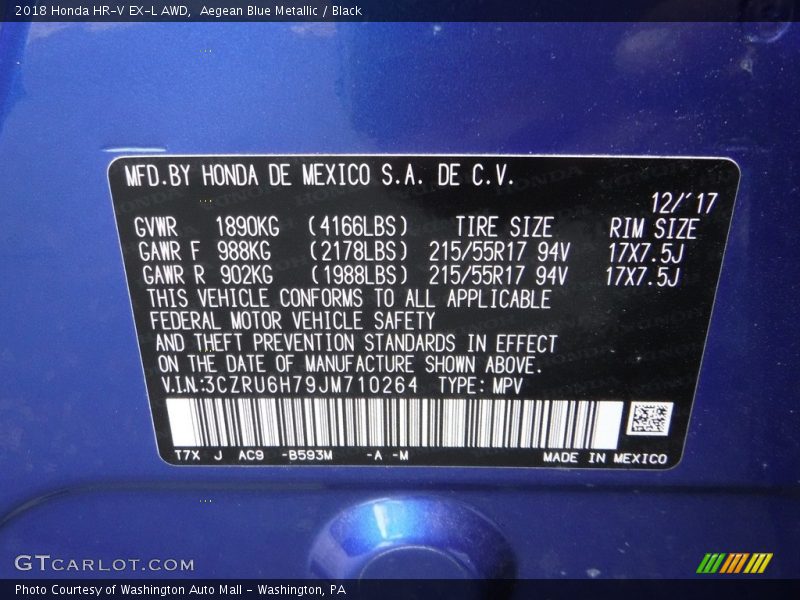 2018 Honda HR-V EX-L AWD,  Aegean Blue Metallic / Black
MFD.BY HONDA DE MEXICO S.A. DE C.V.
12/'17
GVWR 1890KG (4166LBS) TIRE SIZE RIM SIZE
GAWR F 988KG (2178LBS) 215/55R17 94V 17X7.5J
GAWR R 902KG (1988LBS) 215/55R17 94V 17X7.5J
THIS VEHICLE CONFORMS TO ALL APPLICABLE
FEDERAL MOTOR VEHICLE SAFETY
AND THEFT PREVENTION STANDARDS IN EFFECT
ON THE DATE OF MANUFACTURE SHOWN ABOVE.
V.I.N.:3CZRU6H79JM710264 TYPE: MPV
T7X J AC9 -B593M -A -M MADE IN MEXICO
GTCARLOT.COM
Photo Courtesy of Washington Auto Mall - Washington, PA